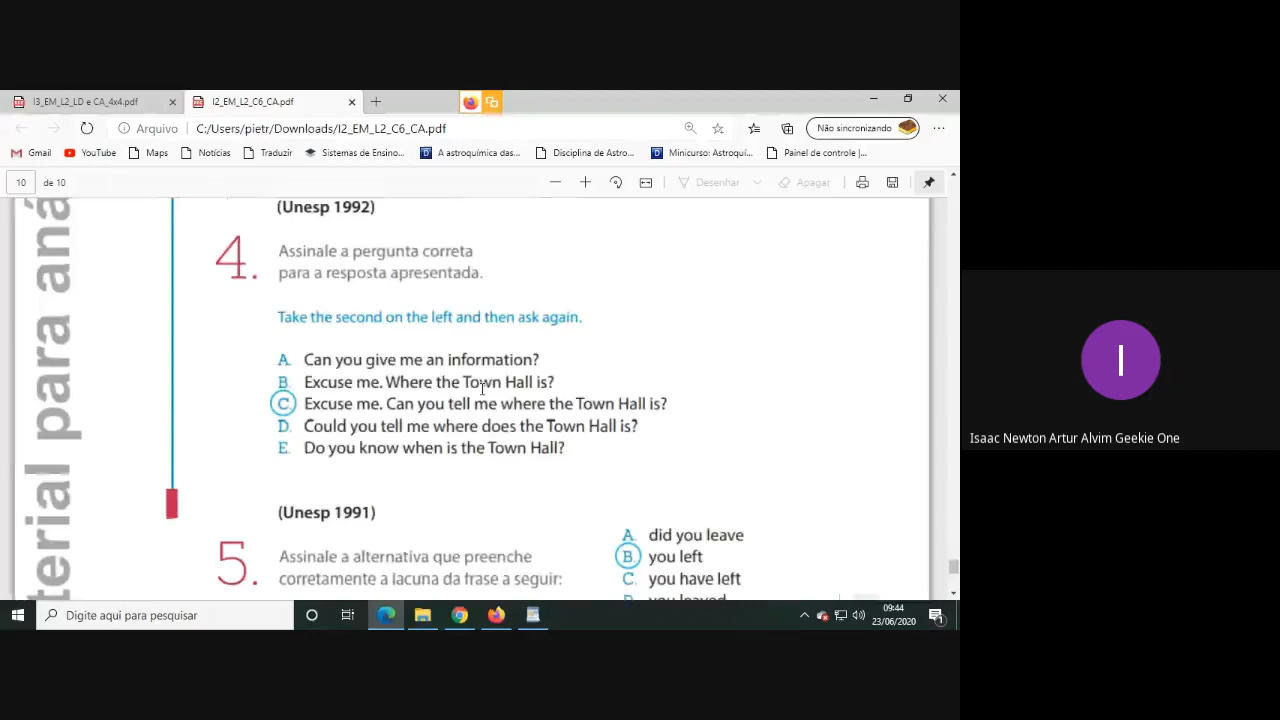 I3_EM_L2_LD e CA_4x4.pdf
I2_EM_L2_C6_CA.pdf
Arquivo
C:/Users/pietr/Downloads/I2_EM_L2_C6_CA.pdf
Não sincronizando
Gmail
YouTube
Maps
Notícias
Traduzir
Sistemas de Ensino...
A astroquímica das...
Disciplina de Astro...
Minicurso: Astroquí...
Painel de controle |...
10 de 10
Desenhar
Apagar
terial para aná
(Unesp 1992)
4. Assinale a pergunta correta
para a resposta apresentada.
Take the second on the left and then ask again.
A. Can you give me an information?
B. Excuse me. Where the Town Hall is?
C. Excuse me. Can you tell me where the Town Hall is?
D. Could you tell me where does the Town Hall is?
E. Do you know when is the Town Hall?
(Unesp 1991)
5. Assinale a alternativa que preenche
corretamente a lacuna da frase a seguir:
A. did you leave
B. you left
C. you have left
D. you leaved
I
Isaac Newton Artur Alvim Geekie One
Digite aqui para pesquisar
09:44
23/06/2020
1